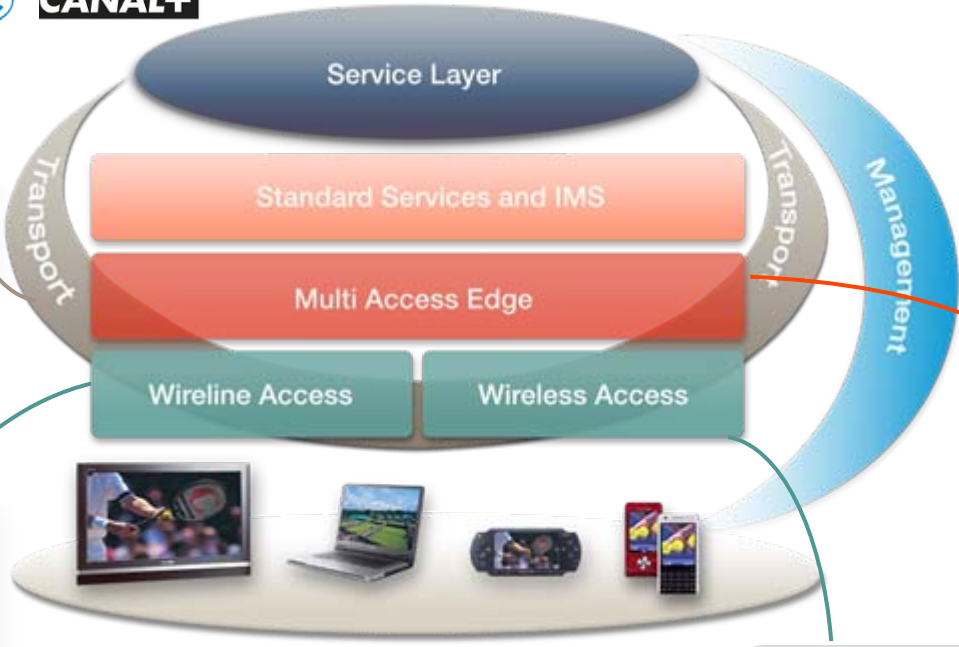 CANAL+
Service Layer
Transport
Standard Services and IMS
Transport
Management
Multi Access Edge
Wireline Access
Wireless Access